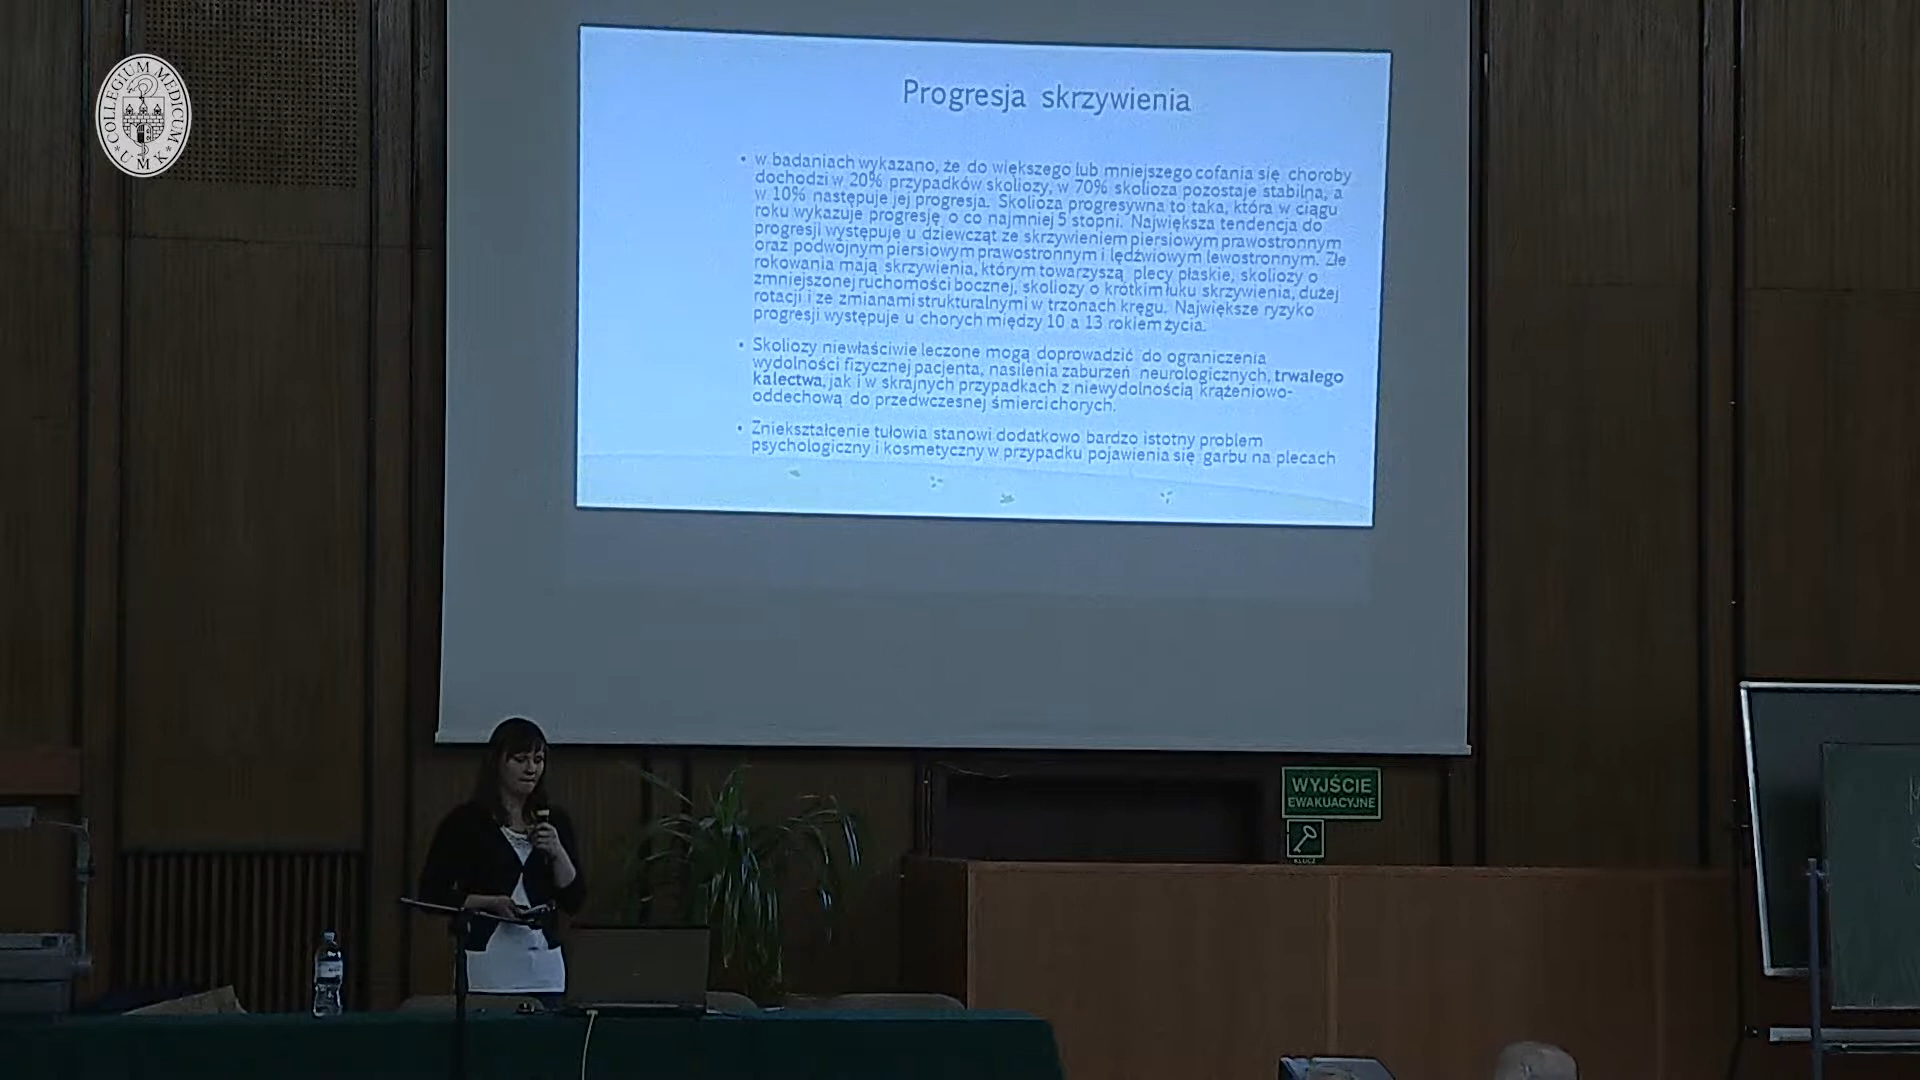 COLLEGIUM MEDICUM
* UMK *
Progresja skrzywienia
• w badaniach wykazano, że do większego lub mniejszego cofania się choroby
dochodzi w 20% przypadków skoliozy, w 70% skolioza pozostaje stabilna, a
w 10% następuje jej progresja. Skolioza progresywna to taka, która w ciągu
roku wykazuje progresję o co najmniej 5 stopni. Największa tendencja do
progresji występuje u dziewcząt ze skrzywieniem piersiowym prawostronnym
oraz podwójnym piersiowym prawostronnym i lędźwiowym lewostronnym. Złe
rokowania mają skrzywienia, którym towarzyszą plecy płaskie, skoliozy o
zmniejszonej ruchomości bocznej, skoliozy o krótkim łuku skrzywienia, dużej
rotacji i ze zmianami strukturalnymi w trzonach kręgu. Największe ryzyko
progresji występuje u chorych między 10 a 13 rokiem życia.
• Skoliozy niewłaściwie leczone mogą doprowadzić do ograniczenia
wydolności fizycznej pacjenta, nasilenia zaburzeń neurologicznych, trwałego
kalectwa, jak i w skrajnych przypadkach z niewydolnością krążeniowo-
oddechową do przedwczesnej śmierci chorych.
• Zniekształcenie tułowia stanowi dodatkowo bardzo istotny problem
psychologiczny i kosmetyczny w przypadku pojawienia się garbu na plecach
WYJŚCIE
EWAKUACYJNE
KLUCZ